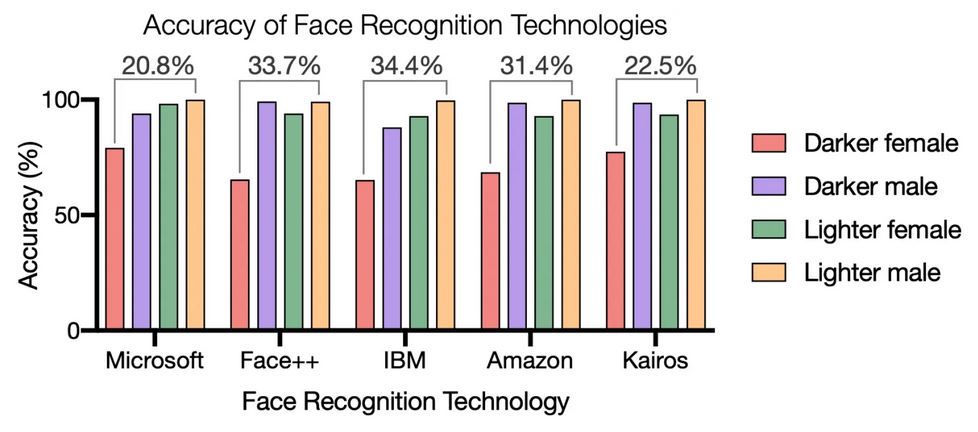 Accuracy of Face Recognition Technologies
20.8% 33.7% 34.4% 31.4% 22.5%
100
50
0
Accuracy (%)
Microsoft Face++ IBM Amazon Kairos
Face Recognition Technology
Darker female
Darker male
Lighter female
Lighter male